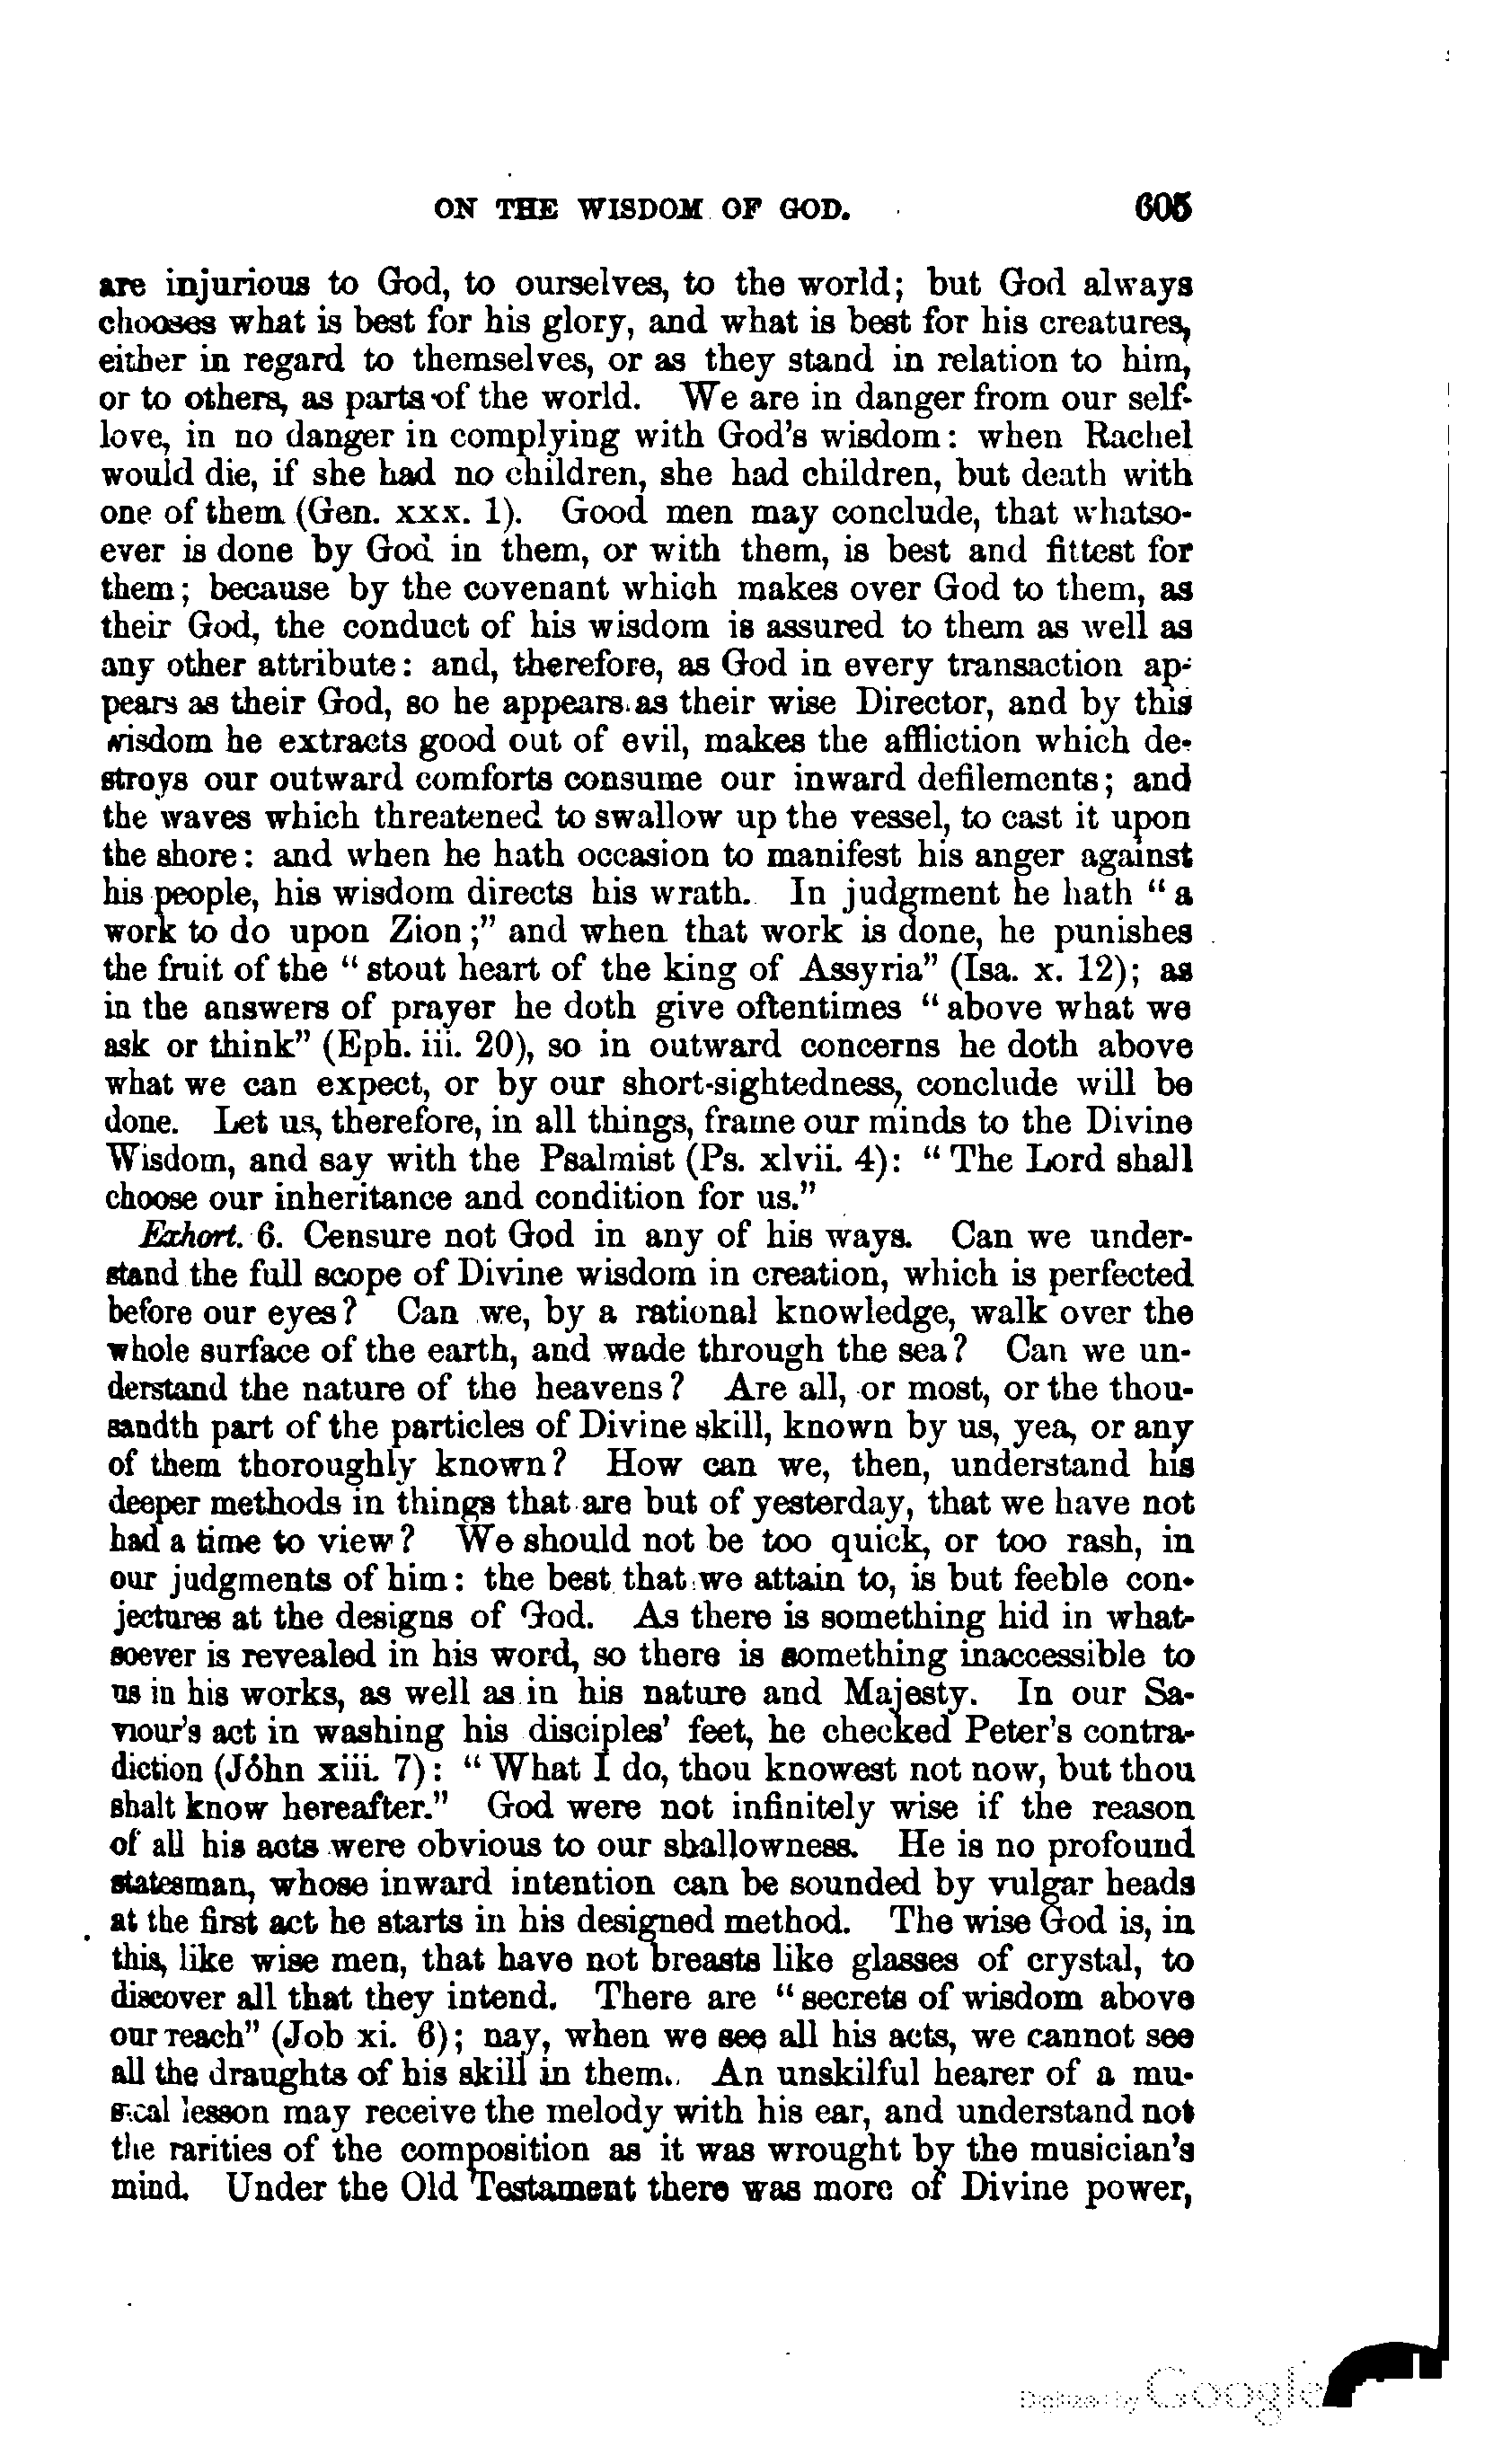 ON THE WISDOM OF GOD. 605
are injurious to God, to ourselves, to the world; but God always
chooses what is best for his glory, and what is best for his creatures,
either in regard to themselves, or as they stand in relation to him,
or to others, as parts of the world. We are in danger from our self-
love, in no danger in complying with God's wisdom: when Rachel
would die, if she had no children, she had children, but death with
one of them (Gen. xxx. 1). Good men may conclude, that whatso-
ever is done by God in them, or with them, is best and fittest for
them; because by the covenant which makes over God to them, as
their God, the conduct of his wisdom is assured to them as well as
any other attribute: and, therefore, as God in every transaction ap-
pears as their God, so he appears as their wise Director, and by this
wisdom he extracts good out of evil, makes the affliction which de-
stroys our outward comforts consume our inward defilements; and
the waves which threatened to swallow up the vessel, to cast it upon
the shore: and when he hath occasion to manifest his anger against
his people, his wisdom directs his wrath. In judgment he hath "a
work to do upon Zion;" and when that work is done, he punishes
the fruit of the "stout heart of the king of Assyria" (Isa. x. 12); as
in the answers of prayer he doth give oftentimes "above what we
ask or think" (Eph. iii. 20), so in outward concerns he doth above
what we can expect, or by our short-sightedness, conclude will be
done. Let us, therefore, in all things, frame our minds to the Divine
Wisdom, and say with the Psalmist (Ps. xlvii. 4): "The Lord shall
choose our inheritance and condition for us."
Exhort. 6. Censure not God in any of his ways. Can we under-
stand the full scope of Divine wisdom in creation, which is perfected
before our eyes? Can we, by a rational knowledge, walk over the
whole surface of the earth, and wade through the sea? Can we un-
derstand the nature of the heavens? Are all, or most, or the thou-
sandth part of the particles of Divine skill, known by us, yea, or any
of them thoroughly known? How can we, then, understand his
deeper methods in things that are but of yesterday, that we have not
had a time to view? We should not be too quick, or too rash, in
our judgments of him: the best that we attain to, is but feeble con-
jectures at the designs of God. As there is something hid in what-
soever is revealed in his word, so there is something inaccessible to
us in his works, as well as in his nature and Majesty. In our Sa-
viour's act in washing his disciples' feet, he checked Peter's contra-
diction (John xiii. 7): "What I do, thou knowest not now, but thou
shalt know hereafter." God were not infinitely wise if the reason
of all his acts were obvious to our shallowness. He is no profound
statesman, whose inward intention can be sounded by vulgar heads
at the first act he starts in his designed method. The wise God is, in
this, like wise men, that have not breasts like glasses of crystal, to
discover all that they intend. There are "secrets of wisdom above
our reach" (Job xi. 6); nay, when we see all his acts, we cannot see
all the draughts of his skill in them. An unskilful hearer of a mu-
sical lesson may receive the melody with his ear, and understand not
the rarities of the composition as it was wrought by the musician's
mind. Under the Old Testament there was more of Divine power,
Digitized by Google